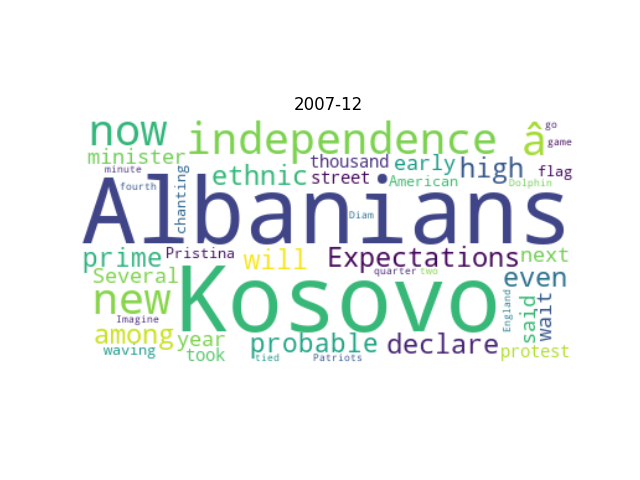 2007-12
now
independence
â
go
game
minister
thousand
early
high
flag
minute
chanting
ethnic
street
American
Dolphin
fourth
Albanians
Diam
prime
Pristina
will
Expectations
next
Several
quarter
two
even
new
Kosovo
England
said
wait
Imagine
among
year
probable
declare
protest
waving
took
tied
Patriots